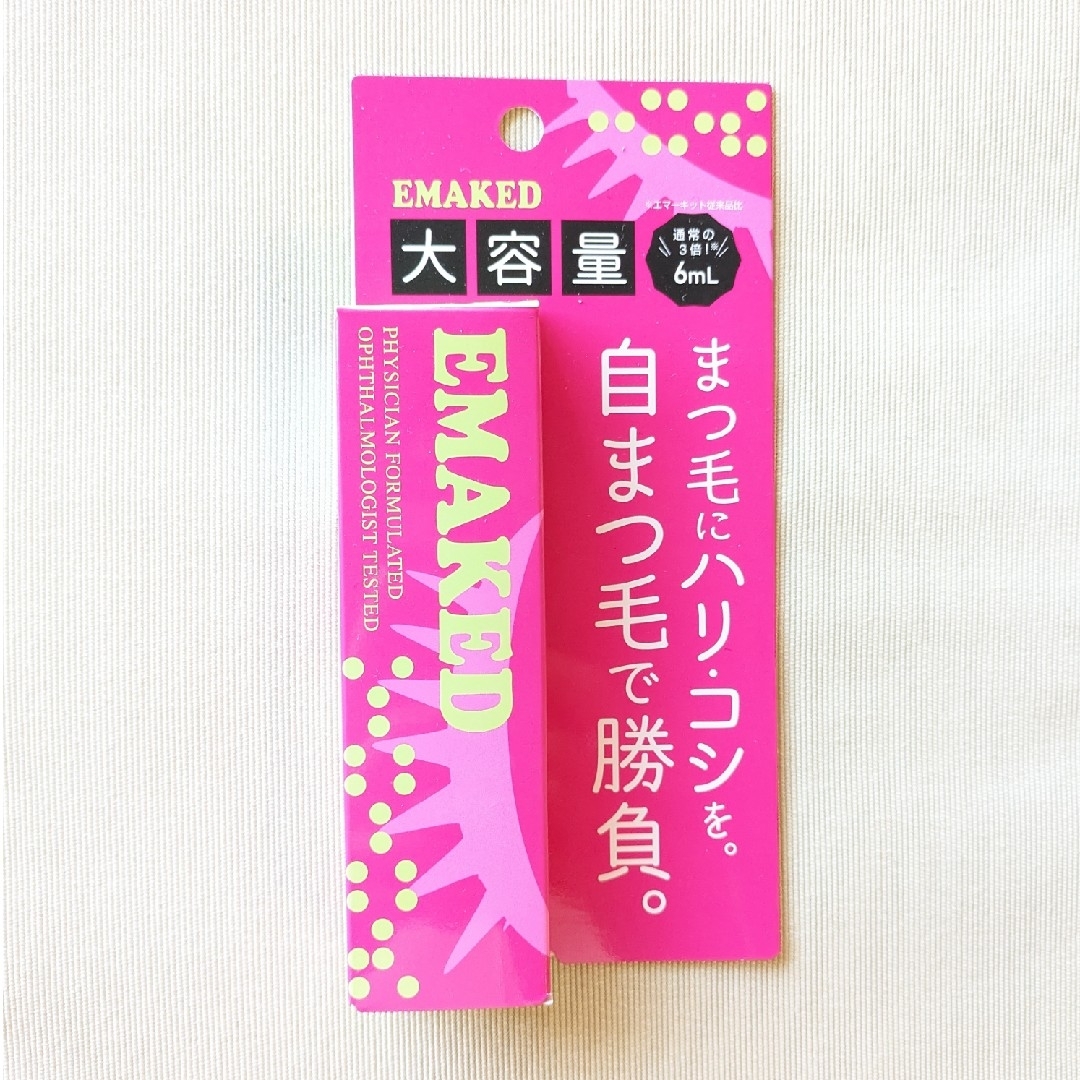 EMAKED
大容量
※エマーキット従来品比
通常の
3倍!※
6mL
まつ毛にハリ・コシを。
自まつ毛で勝負。
EMAKED
PHYSICIAN FORMULATED
OPHTHALMOLOGIST TESTED